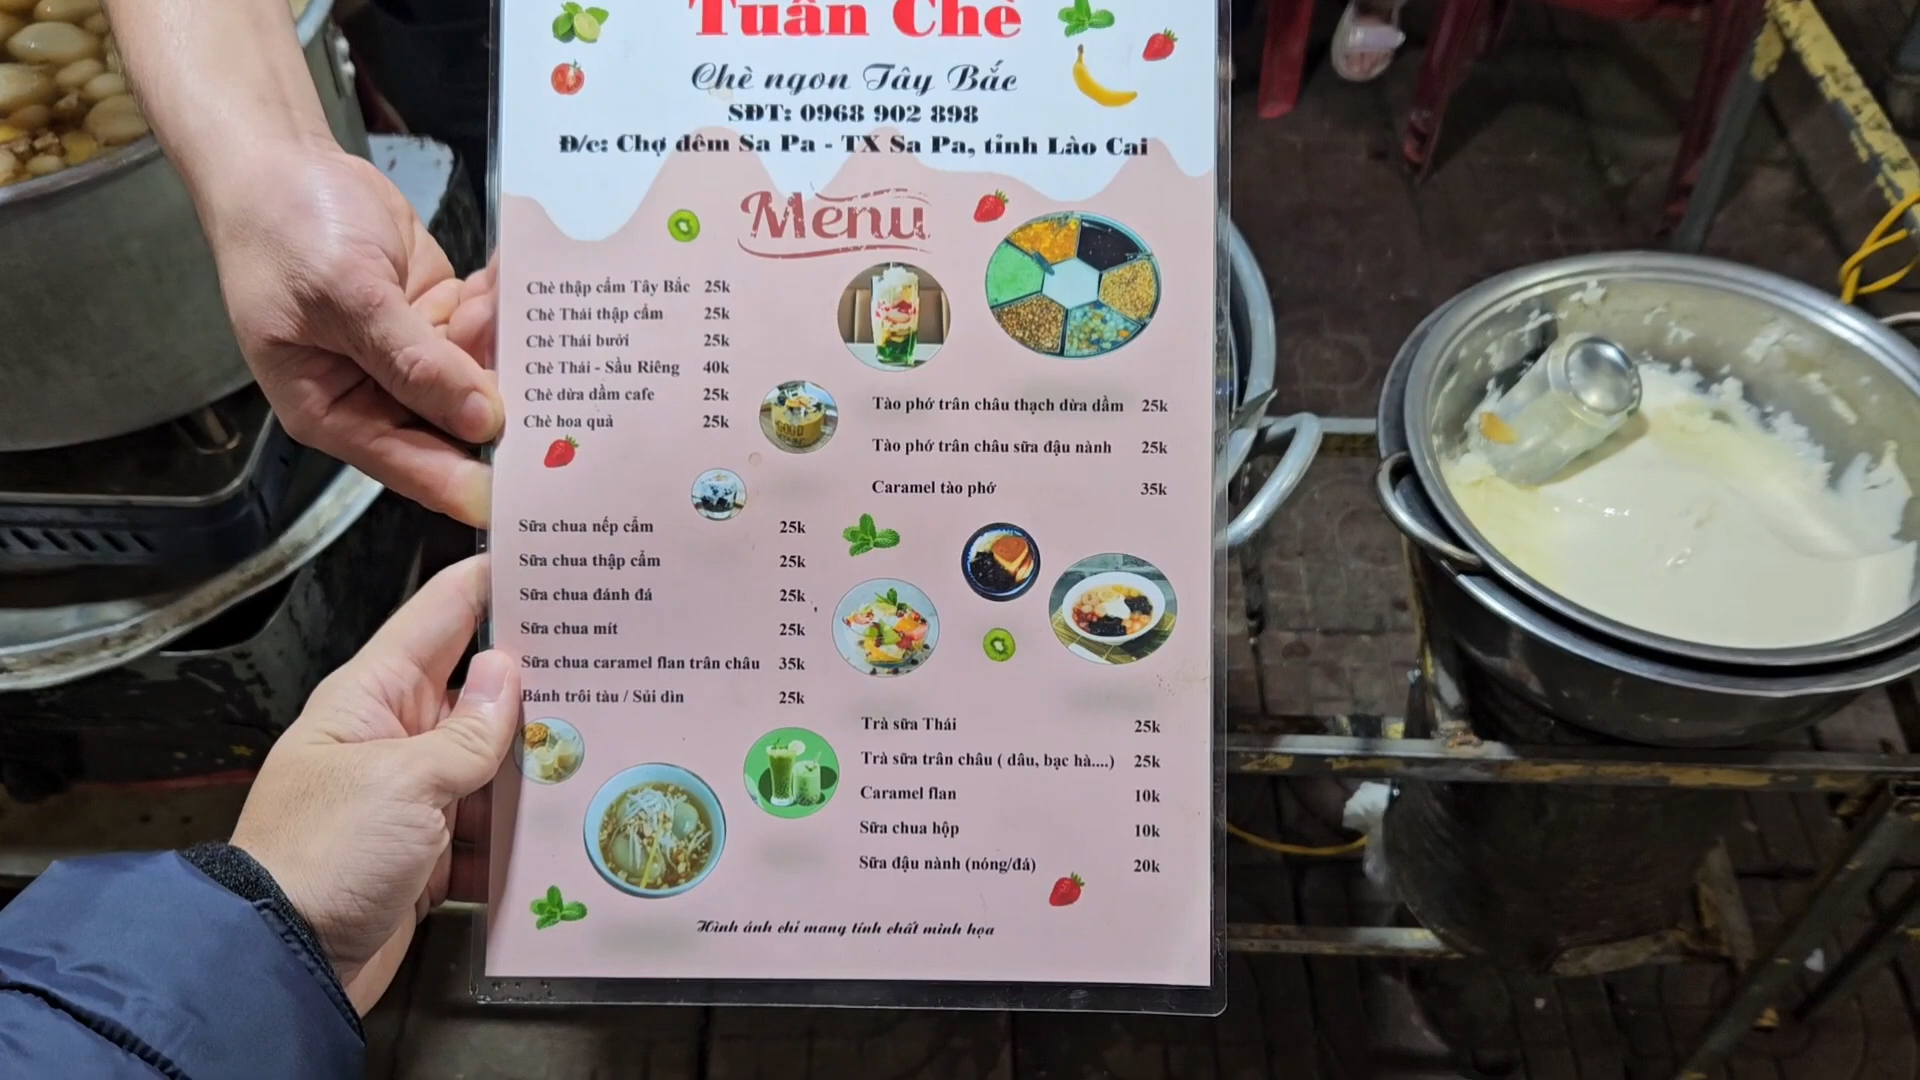 Tuấn Chè
Chè ngon Tây Bắc
SĐT: 0968 902 898
Đ/c: Chợ đêm Sa Pa - TX Sa Pa, tỉnh Lào Cai
Menu
Chè thập cẩm Tây Bắc 25k
Chè Thái thập cẩm 25k
Chè Thái bưởi 25k
Chè Thái - Sầu Riêng 40k
Chè dừa dầm cafe 25k
Chè hoa quả 25k
Tào phớ trân châu thạch dừa dầm 25k
Tào phớ trân châu sữa đậu nành 25k
Caramel tào phớ 35k
Sữa chua nếp cẩm 25k
Sữa chua thập cẩm 25k
Sữa chua đánh đá 25k
Sữa chua mít 25k
Sữa chua caramel flan trân châu 35k
Bánh trôi tàu / Sủi dìn 25k
Trà sữa Thái 25k
Trà sữa trân châu ( dâu, bạc hà....) 25k
Caramel flan 10k
Sữa chua hộp 10k
Sữa đậu nành (nóng/đá) 20k
Hình ảnh chỉ mang tính chất minh họa